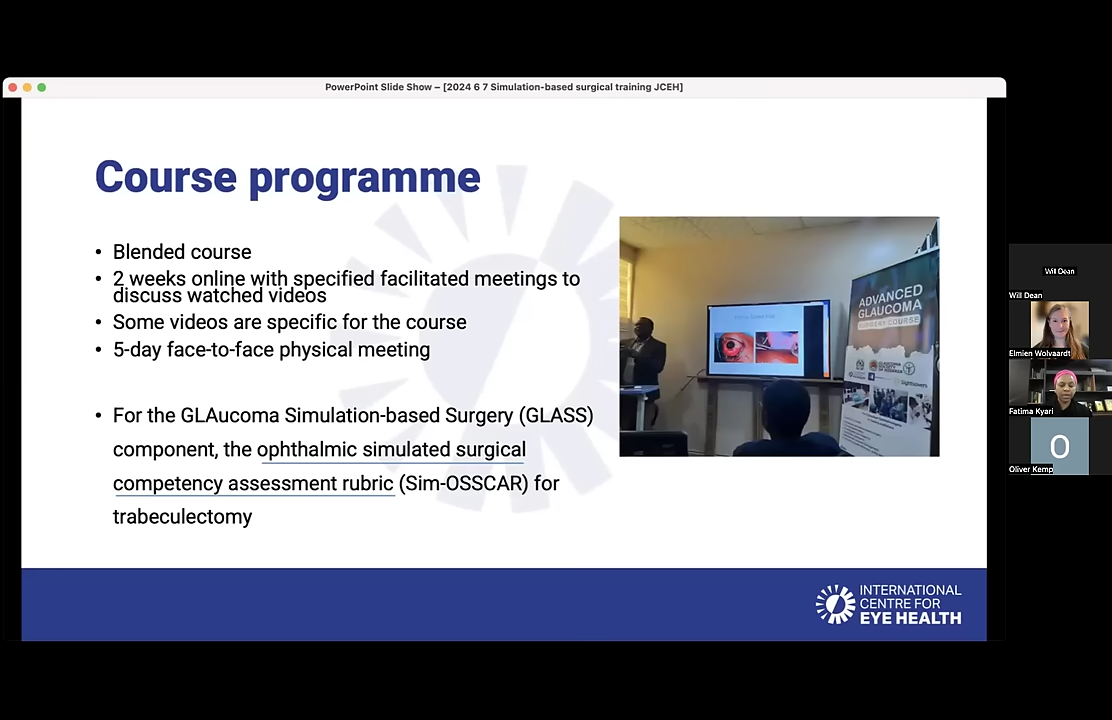 PowerPoint Slide Show – [2024 6 7 Simulation-based surgical training JCEH]
Course programme
• Blended course
• 2 weeks online with specified facilitated meetings to
discuss watched videos
• Some videos are specific for the course
• 5-day face-to-face physical meeting
• For the GLAucoma Simulation-based Surgery (GLASS)
component, the ophthalmic simulated surgical
competency assessment rubric (Sim-OSSCAR) for
trabeculectomy
ADVANCED
GLAUCOMA
SURGERY COURSE
Sightsavers
INTERNATIONAL
CENTRE FOR
EYE HEALTH
Will Dean
Will Dean
Elmien Wolvaardt
Fatima Kyari
O
Oliver Kemp